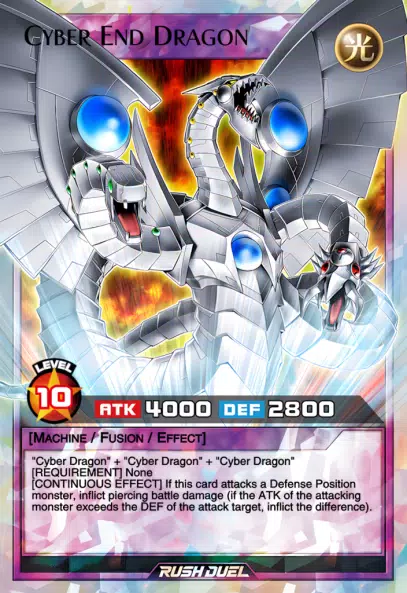 Cyber End Dragon
光
LEVEL
10
ATK 4000 DEF 2800
[Machine / Fusion / Effect]
"Cyber Dragon" + "Cyber Dragon" + "Cyber Dragon"
[REQUIREMENT] None
[CONTINUOUS EFFECT] If this card attacks a Defense Position
monster, inflict piercing battle damage (if the ATK of the attacking
monster exceeds the DEF of the attack target, inflict the difference).
RUSH DUEL